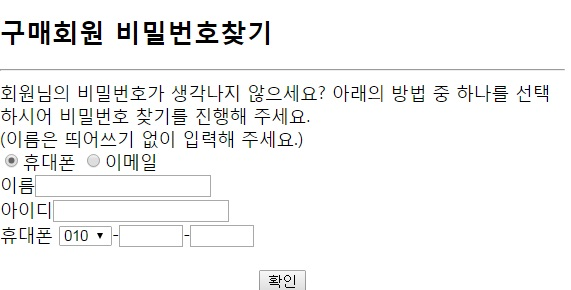 구매회원 비밀번호찾기
회원님의 비밀번호가 생각나지 않으세요? 아래의 방법 중 하나를 선택
하시어 비밀번호 찾기를 진행해 주세요.
(이름은 띄어쓰기 없이 입력해 주세요.)
휴대폰 이메일
이름
아이디
휴대폰 010 - -
확인